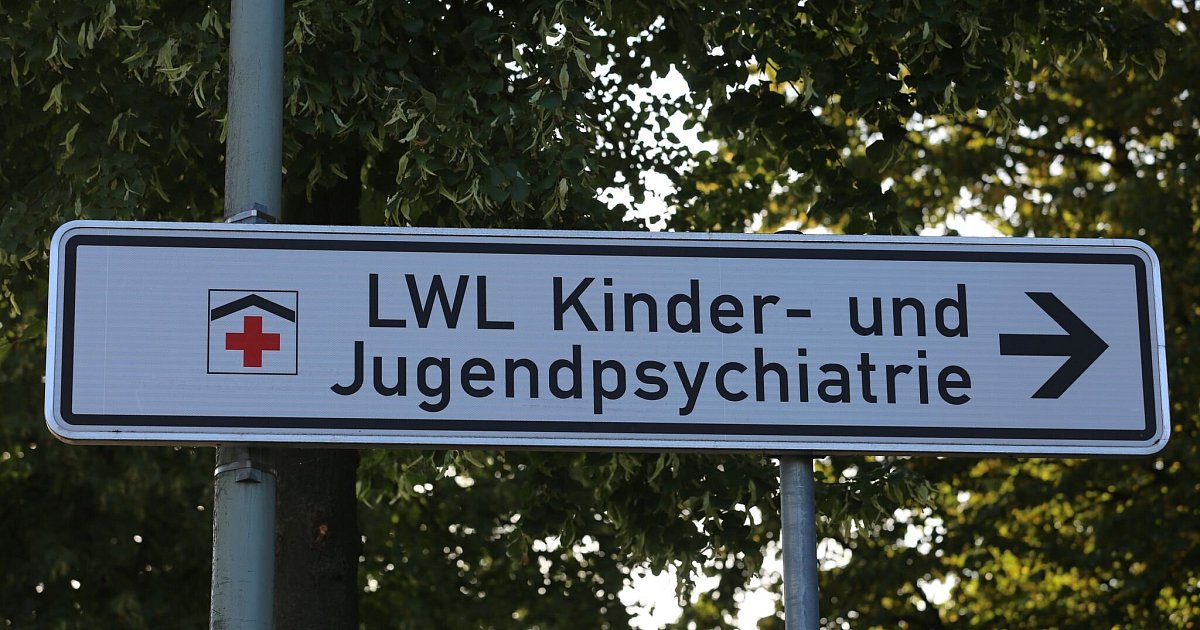 LWL Kinder- und
Jugendpsychiatrie